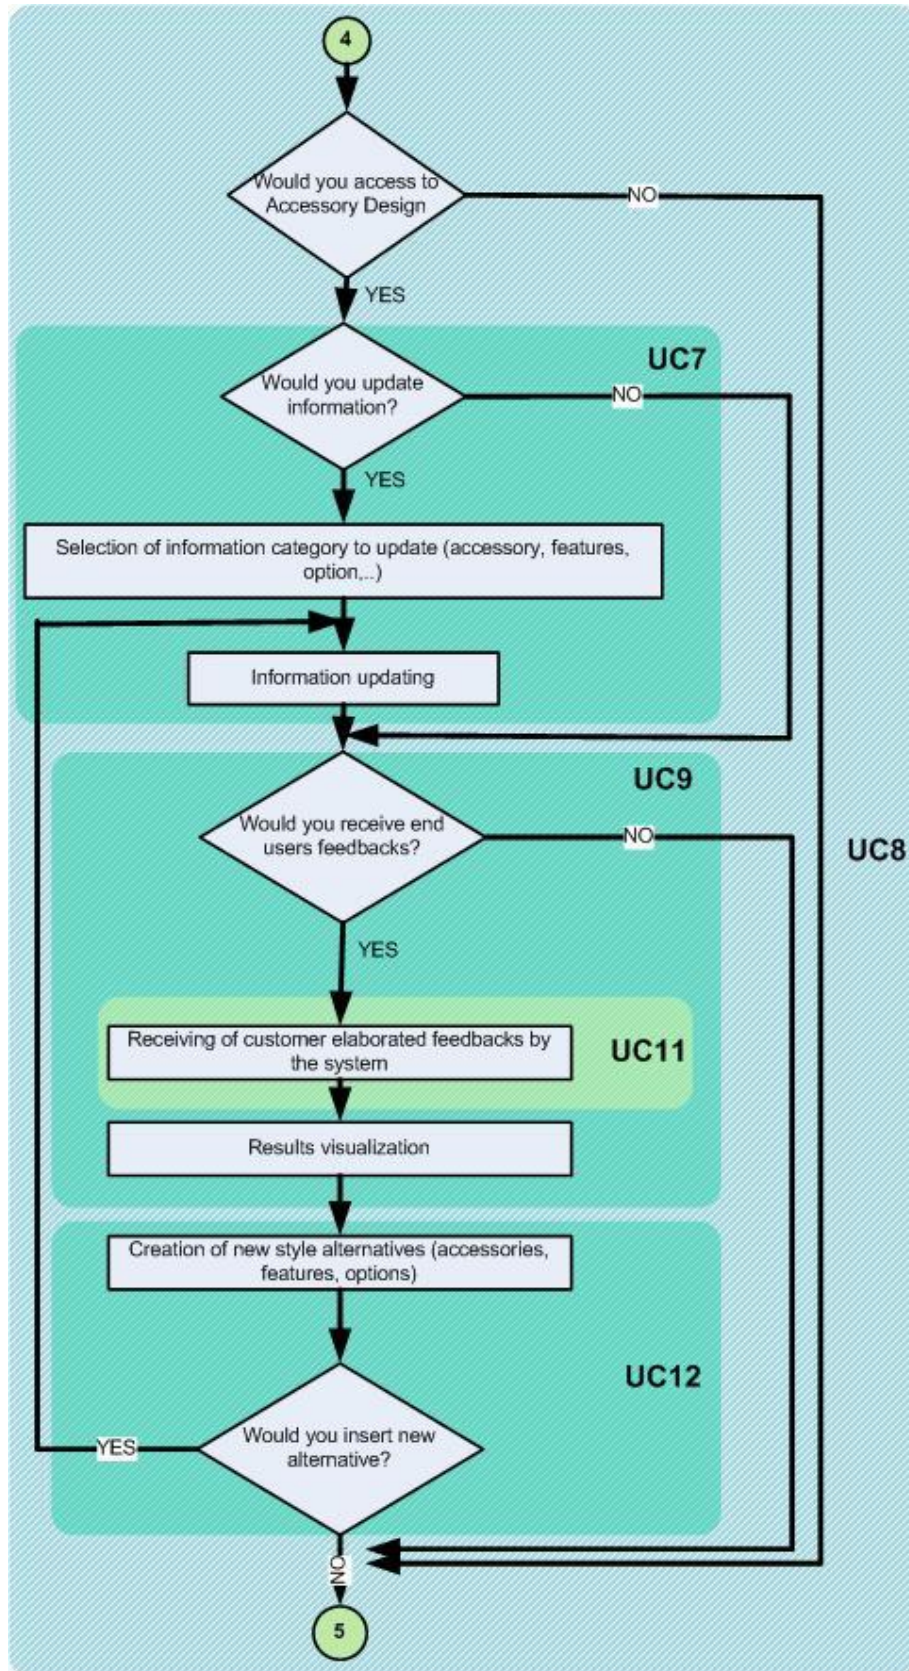 4
Would you access to
Accessory Design
NO
YES
UC7
Would you update
information?
NO
YES
Selection of information category to update (accessory, features,
option,..)
Information updating
UC9
Would you receive end
users feedbacks?
NO
UC8
YES
Receiving of customer elaborated feedbacks by
the system
UC11
Results visualization
Creation of new style alternatives (accessories,
features, options)
UC12
Would you insert new
alternative?
YES
NO
5